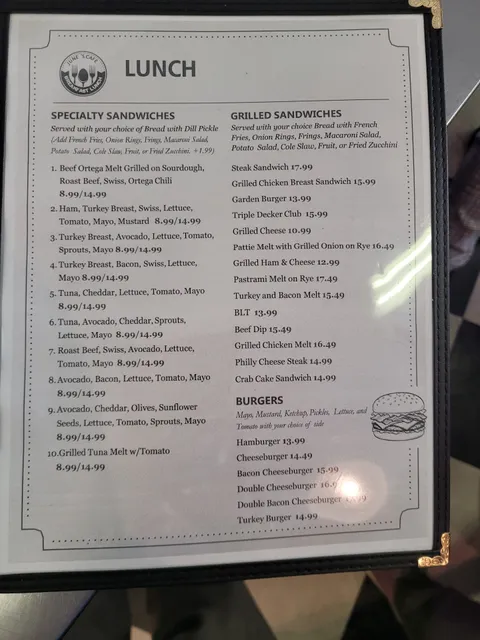 JUNE'S CAFE
BREAKFAST LUNCH
LUNCH
SPECIALTY SANDWICHES
Served with your choice of Bread with Dill Pickle
(Add French Fries, Onion Rings, Frings, Macaroni Salad,
Potato Salad, Cole Slaw, Fruit, or Fried Zucchini. +1.99)
1. Beef Ortega Melt Grilled on Sourdough,
Roast Beef, Swiss, Ortega Chili
8.99/14.99
2. Ham, Turkey Breast, Swiss, Lettuce,
Tomato, Mayo, Mustard 8.99/14.99
3. Turkey Breast, Avocado, Lettuce, Tomato,
Sprouts, Mayo 8.99/14.99
4. Turkey Breast, Bacon, Swiss, Lettuce,
Mayo 8.99/14.99
5. Tuna, Cheddar, Lettuce, Tomato, Mayo
8.99/14.99
6. Tuna, Avocado, Cheddar, Sprouts,
Lettuce, Mayo 8.99/14.99
7. Roast Beef, Swiss, Avocado, Lettuce,
Tomato, Mayo 8.99/14.99
8. Avocado, Bacon, Lettuce, Tomato, Mayo
8.99/14.99
9. Avocado, Cheddar, Olives, Sunflower
Seeds, Lettuce, Tomato, Sprouts, Mayo
8.99/14.99
10.Grilled Tuna Melt w/Tomato
8.99/14.99
GRILLED SANDWICHES
Served with your choice Bread with French
Fries, Onion Rings, Frings, Macaroni Salad,
Potato Salad, Cole Slaw, Fruit, or Fried Zucchini
Steak Sandwich 17.99
Grilled Chicken Breast Sandwich 15.99
Garden Burger 13.99
Triple Decker Club 15.99
Grilled Cheese 10.99
Pattie Melt with Grilled Onion on Rye 16.49
Grilled Ham & Cheese 12.99
Pastrami Melt on Rye 17.49
Turkey and Bacon Melt 15.49
BLT 13.99
Beef Dip 15.49
Grilled Chicken Melt 16.49
Philly Cheese Steak 14.99
Crab Cake Sandwich 14.99
BURGERS
Mayo, Mustard, Ketchup, Pickles, Lettuce, and
Tomato with your choice of side
Hamburger 13.99
Cheeseburger 14.49
Bacon Cheeseburger 15.99
Double Cheeseburger
Double Bacon Cheeseburger
Turkey Burger 14.99